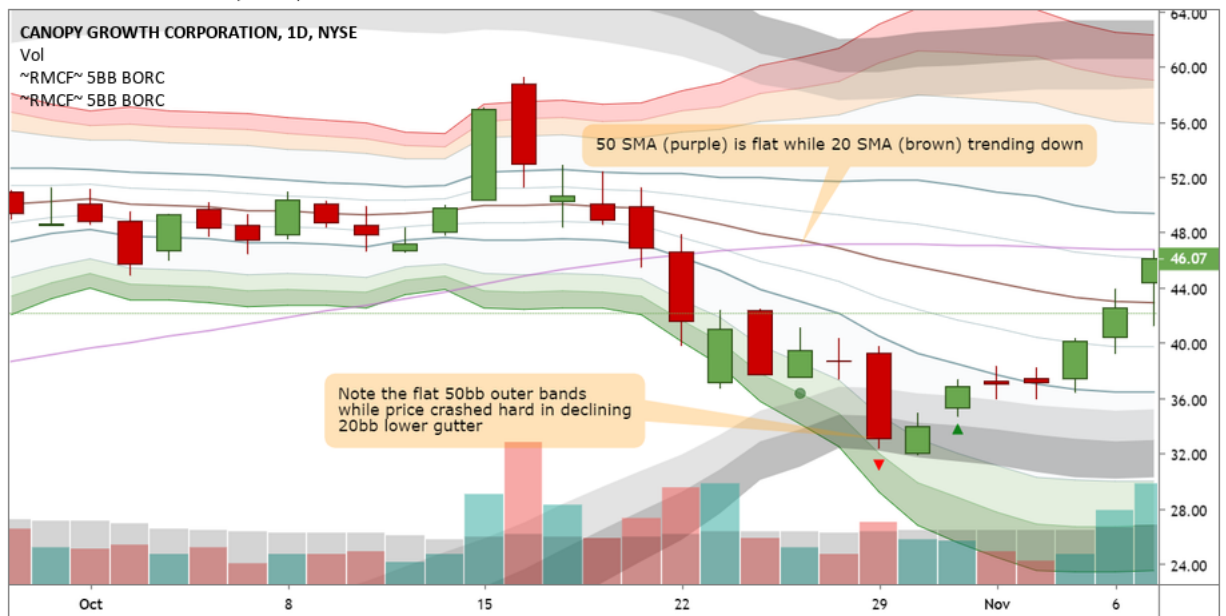 CANOPY GROWTH CORPORATION, 1D, NYSE
Vol
~RMCF~ 5BB BORC
~RMCF~ 5BB BORC
50 SMA (purple) is flat while 20 SMA (brown) trending down
Note the flat 50bb outer bands
while price crashed hard in declining
20bb lower gutter
64.00
60.00
56.00
52.00
48.00
46.07
44.00
40.00
36.00
32.00
28.00
24.00
Oct 8 15 22 29 Nov 6